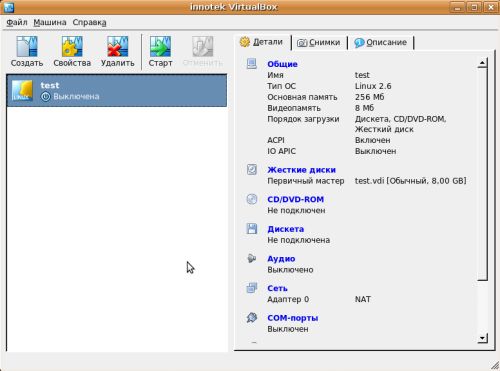 innotek VirtualBox
Файл Машина Справка
Создать Свойства Удалить Старт Отменить
Детали Снимки Описание
test
Выключена
LINUX
Общие
Имя test
Тип ОС Linux 2.6
Основная память 256 Мб
Видеопамять 8 Мб
Порядок загрузки Дискета, CD/DVD-ROM,
Жесткий диск
ACPI Включен
IO APIC Выключен
Жесткие диски
Первичный мастер test.vdi [Обычный, 8,00 GB]
CD/DVD-ROM
Не подключен
Дискета
Не подключена
Аудио
Выключено
Сеть
Адаптер 0 NAT
COM-порты
Выключен